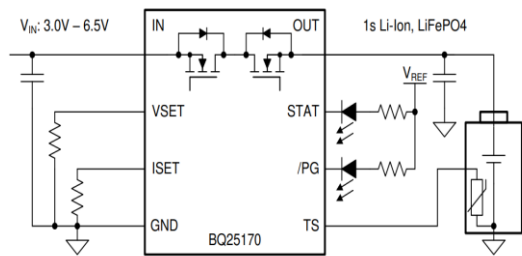 VIN: 3.0V – 6.5V
IN
OUT
1s Li-Ion, LiFePO4
VREF
VSET
STAT
ISET
/PG
GND
TS
BQ25170